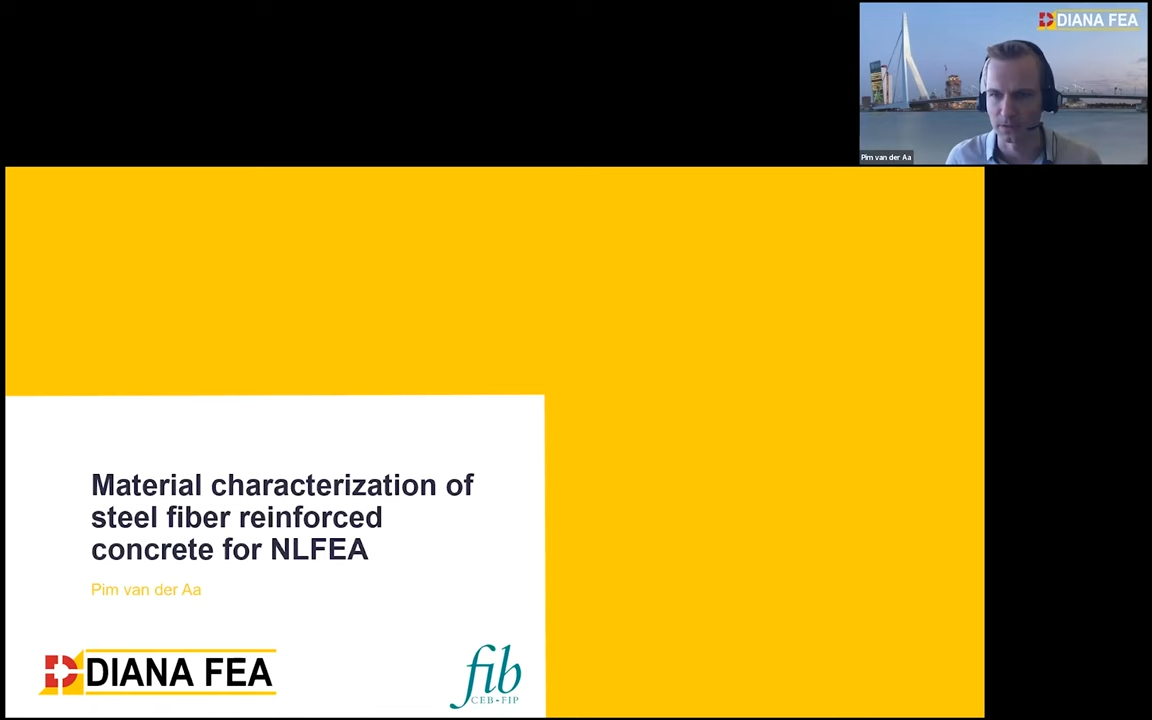 DIANA FEA
Pim van der Aa
Material characterization of
steel fiber reinforced
concrete for NLFEA
Pim van der Aa
DIANA FEA
fib
CEB-FIP